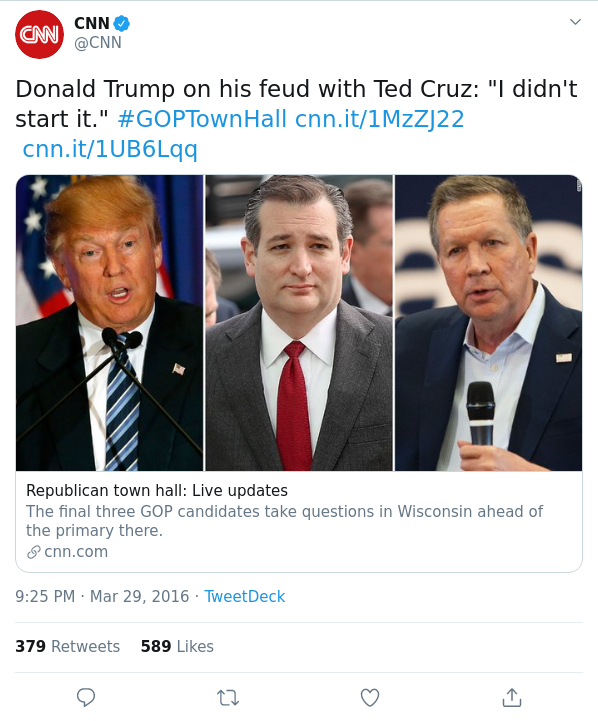 CNN
CNN
@CNN
Donald Trump on his feud with Ted Cruz: "I didn't
start it." #GOPTownHall cnn.it/1MzZJ22
cnn.it/1UB6Lqq
Republican town hall: Live updates
The final three GOP candidates take questions in Wisconsin ahead of
the primary there.
cnn.com
9:25 PM · Mar 29, 2016 · TweetDeck
379 Retweets 589 Likes